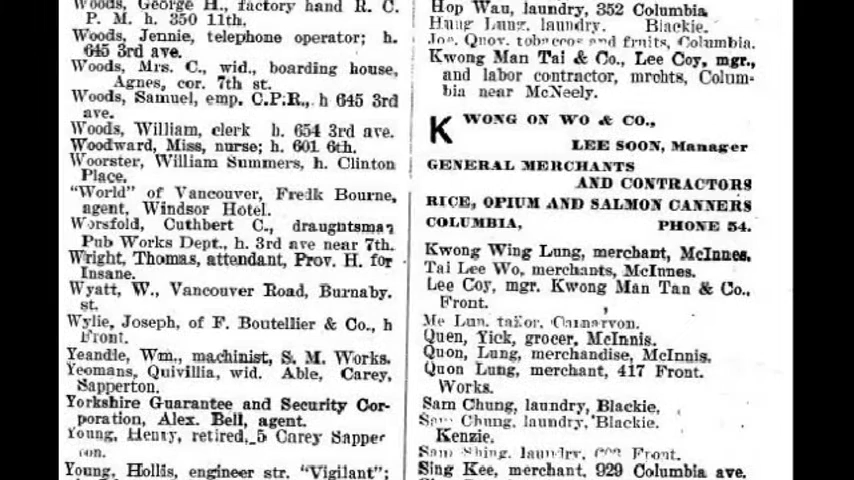 Woods, George H., factory hand R. C.
P. M. h. 350 11th.
Woods, Jennie, telephone operator; h.
645 3rd ave.
Woods, Mrs. C., wid., boarding house,
Agnes, cor. 7th st.
Woods, Samuel, emp. C.P.R., h 645 3rd
ave.
Woods, William, clerk h. 654 3rd ave.
Woodward, Miss, nurse; h. 601 6th.
Woorster, William Summers, h. Clinton
Place.
"World" of Vancouver, Fredk Bourne,
agent, Windsor Hotel.
Worsfold, Cuthbert C., draughtsman
Pub Works Dept., h. 3rd ave near 7th.
Wright, Thomas, attendant, Prov. H. for
Insane.
Wyatt, W., Vancouver Road, Burnaby.
st.
Wylie, Joseph, of F. Boutellier & Co., h
Front.
Yeandle, Wm., machinist, S. M. Works.
Yeomans, Quivillia, wid. Able, Carey,
Sapperton.
Yorkshire Guarantee and Security Cor-
poration, Alex. Bell, agent.
Young, Henry, retired, 5 Carey Sapper
ton.
Young, Hollis, engineer str. "Vigilant";
Hop Wau, laundry, 352 Columbia
Hung Lung, laundry. Blackie.
Joe, Quoy, tobaccos and fruits, Columbia.
Kwong Man Tai & Co., Lee Coy, mgr.,
and labor contractor, mrchts, Colum-
bia near McNeely.
KWONG ON WO & CO.,
LEE SOON, Manager
GENERAL MERCHANTS
AND CONTRACTORS
RICE, OPIUM AND SALMON CANNERS
COLUMBIA, PHONE 54.
Kwong Wing Lung, merchant, McInnes.
Tai Lee Wo, merchants, McInnes.
Lee Coy, mgr. Kwong Man Tan & Co.,
Front.
Me Lun, tailor, Carnarvon.
Quen, Yick, grocer, McInnis.
Quon, Lung, merchandise, McInnis.
Quon Lung, merchant, 417 Front.
Works.
Sam Chung, laundry, Blackie.
Sam Chung, laundry, Blackie.
Kenzie.
Sam Shing, laundry, Front.
Sing Kee, merchant, 929 Columbia ave.